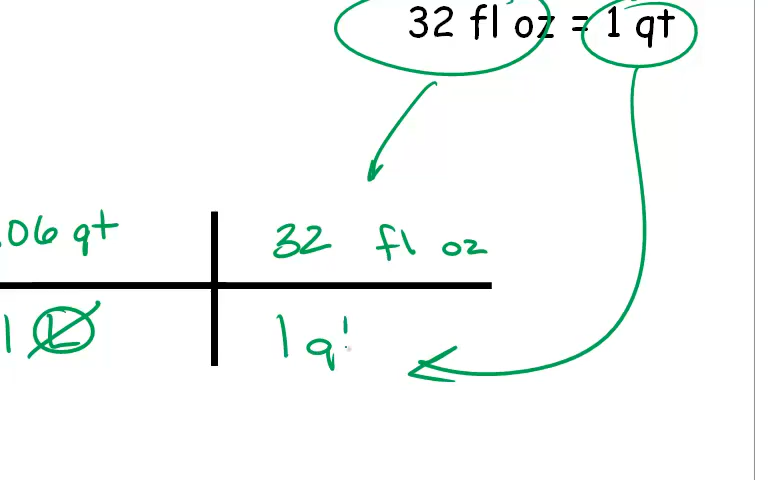 32 fl oz = 1 qt
.06 qt 32 fl oz
1 L 1 q